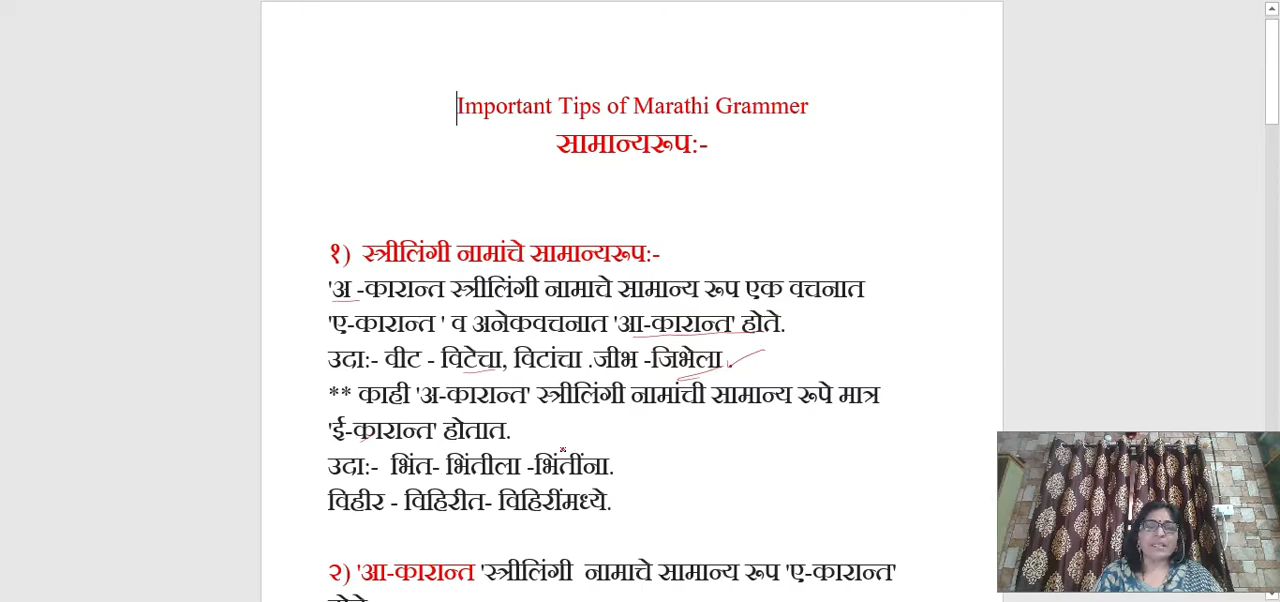 Important Tips of Marathi Grammer
सामान्यरूप:-
१) स्त्रीलिंगी नामांचे सामान्यरूप:-
'अ -कारान्त स्त्रीलिंगी नामाचे सामान्य रूप एक वचनात
'ए-कारान्त ' व अनेकवचनात 'आ-कारान्त' होते.
उदा:- वीट - विटेचा, विटांचा .जीभ -जिभेला .
** काही 'अ-कारान्त' स्त्रीलिंगी नामांची सामान्य रूपे मात्र
'ई-कारान्त' होतात.
उदा:- भिंत- भिंतीला -भिंतींना.
विहीर - विहिरीत- विहिरींमध्ये.
२) 'आ-कारान्त 'स्त्रीलिंगी नामाचे सामान्य रूप 'ए-कारान्त'